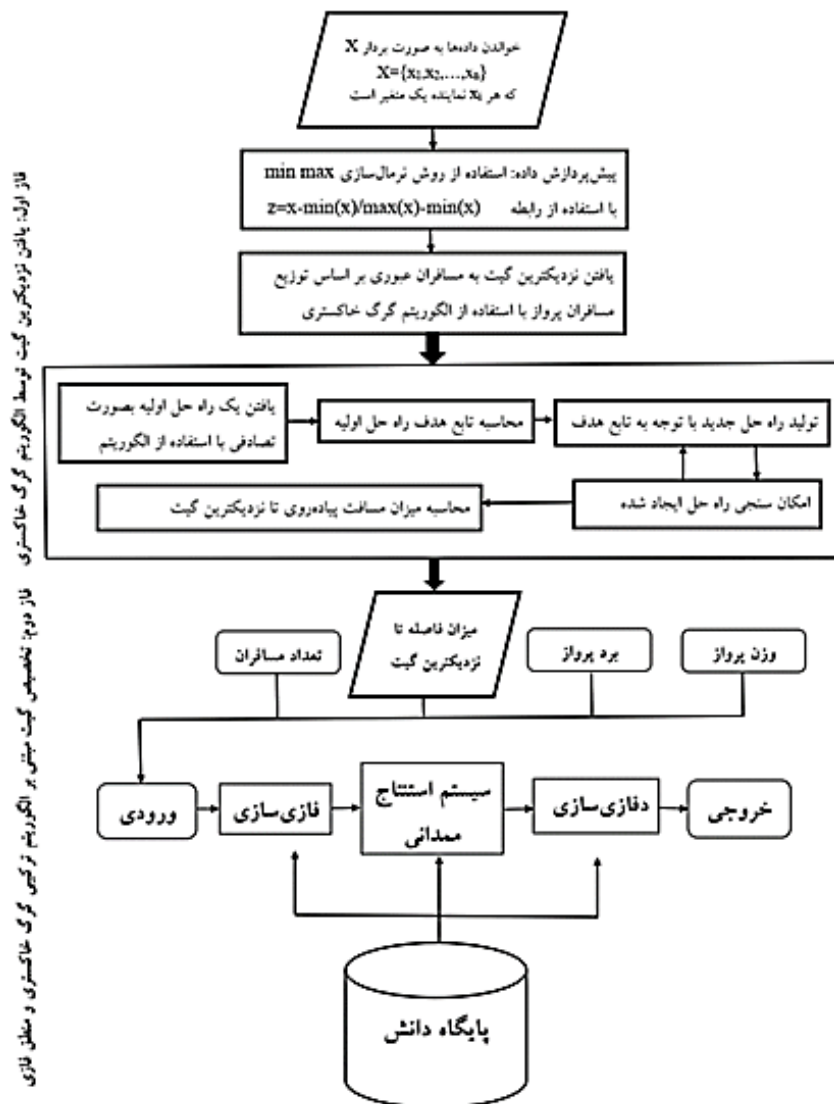 خواندن داده‌ها به صورت بردار X
X={x1,x2,…,xn}
که هر xi نماینده یک متغیر است
پیش‌پردازش داده: استفاده از روش نرمال‌سازی min max
با استفاده از رابطه z=x-min(x)/max(x)-min(x)
یافتن نزدیکترین گیت به مسافران عبوری بر اساس توزیع
مسافران پرواز با استفاده از الگوریتم گرگ خاکستری
یافتن یک راه حل اولیه بصورت
تصادفی با استفاده از الگوریتم
محاسبه تابع هدف راه حل اولیه
تولید راه حل جدید با توجه به تابع هدف
امکان سنجی راه حل ایجاد شده
محاسبه میزان مسافت پیاده‌روی تا نزدیکترین گیت
فاز اول: یافتن نزدیکترین گیت توسط الگوریتم گرگ خاکستری
میزان فاصله تا
نزدیکترین گیت
تعداد مسافران
برد پرواز
وزن پرواز
ورودی
فازی‌سازی
سیستم استنتاج
ممدانی
دفازی‌سازی
خروجی
پایگاه دانش
فاز دوم: تخصیص گیت مبتنی بر الگوریتم ترکیبی گرگ خاکستری و منطق فازی